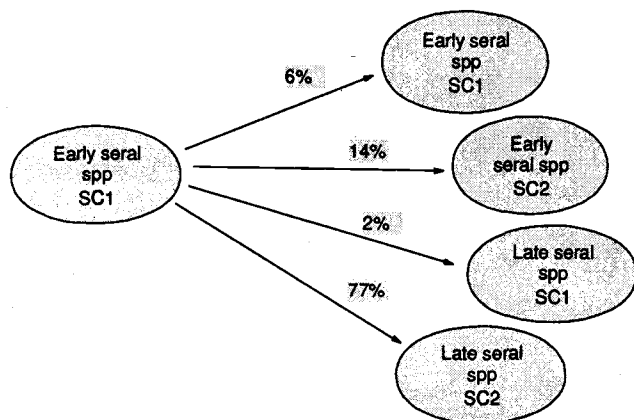 Early seral
spp
SC1
6%
Early seral
spp
SC1
14%
Early
seral spp
SC2
2%
Late seral
spp
SC1
77%
Late seral
spp
SC2